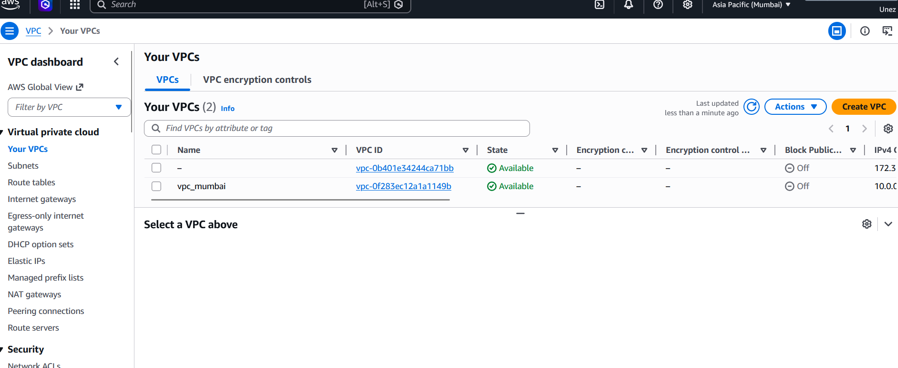 aws
Search
[Alt+S]
Asia Pacific (Mumbai)
Unez
VPC
Your VPCs
VPC dashboard
AWS Global View
Filter by VPC
Virtual private cloud
Your VPCs
Subnets
Route tables
Internet gateways
Egress-only internet
gateways
DHCP option sets
Elastic IPs
Managed prefix lists
NAT gateways
Peering connections
Route servers
Security
Network ACLs
Your VPCs
VPCs
VPC encryption controls
Your VPCs (2) Info
Last updated
less than a minute ago
Actions
Create VPC
Find VPCs by attribute or tag
1
Name VPC ID State Encryption c... Encryption control ... Block Public... IPv4 C
– vpc-0b401e34244ca71bb Available – – Off 172.3
vpc_mumbai vpc-0f283ec12a1a1149b Available – – Off 10.0.0
Select a VPC above